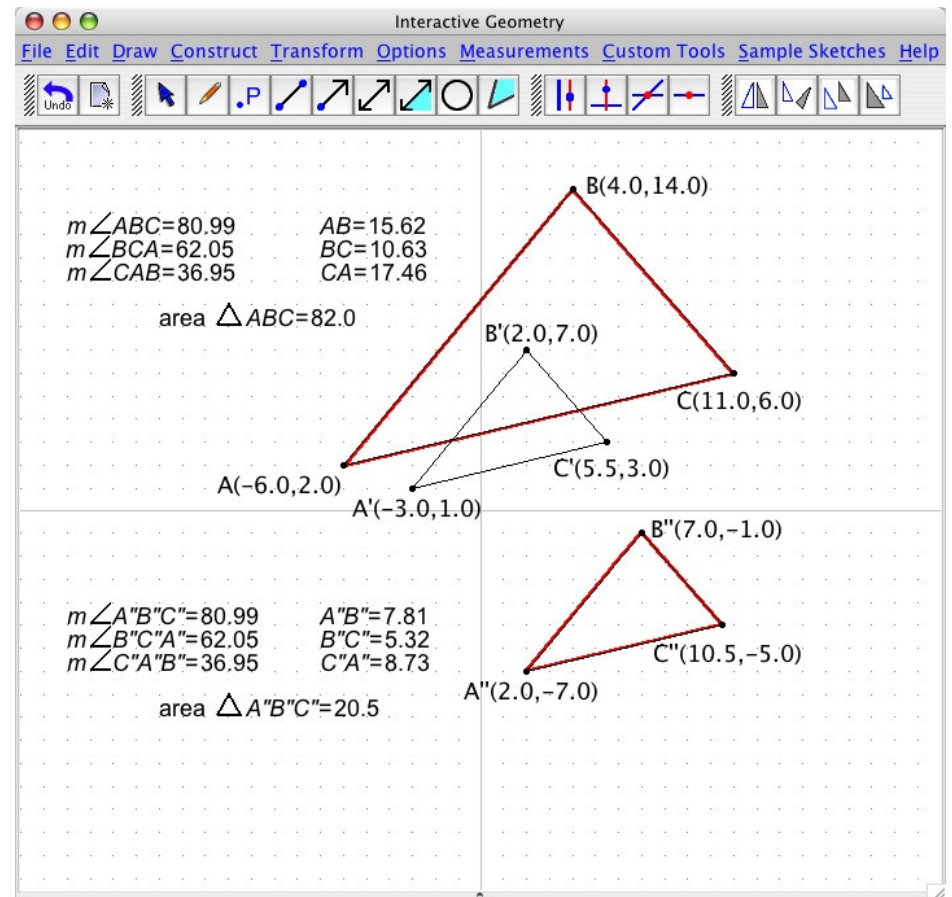 Interactive Geometry
File Edit Draw Construct Transform Options Measurements Custom Tools Sample Sketches Help
Undo .P
B(4.0,14.0)
m∠ABC=80.99 AB=15.62
m∠BCA=62.05 BC=10.63
m∠CAB=36.95 CA=17.46
area △ABC=82.0
B'(2.0,7.0)
C(11.0,6.0)
C'(5.5,3.0)
A(−6.0,2.0)
A'(−3.0,1.0)
B"(7.0,−1.0)
m∠A"B"C"=80.99 A"B"=7.81
m∠B"C"A"=62.05 B"C"=5.32
m∠C"A"B"=36.95 C"A"=8.73
C"(10.5,−5.0)
A"(2.0,−7.0)
area △A"B"C"=20.5